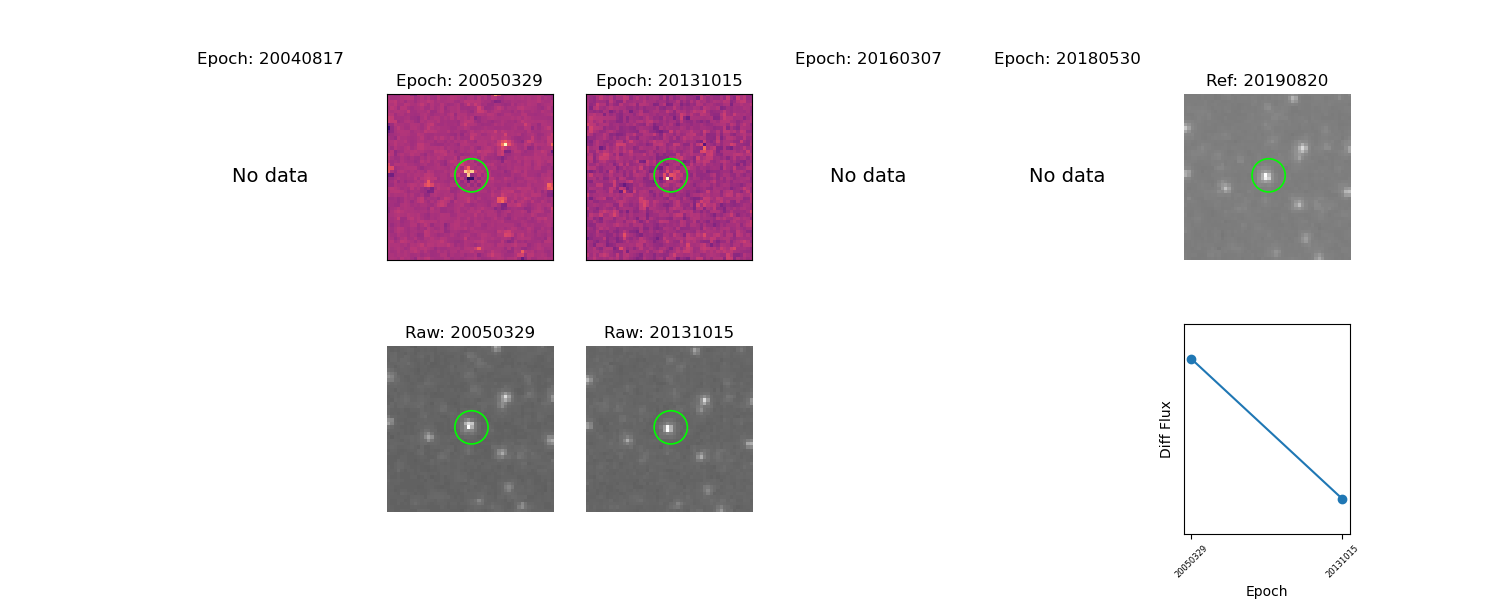 Epoch: 20040817
Epoch: 20160307
Epoch: 20180530
Epoch: 20050329
Epoch: 20131015
Ref: 20190820
No data
No data
No data
Raw: 20050329
Raw: 20131015
Diff Flux
20050329
20131015
Epoch